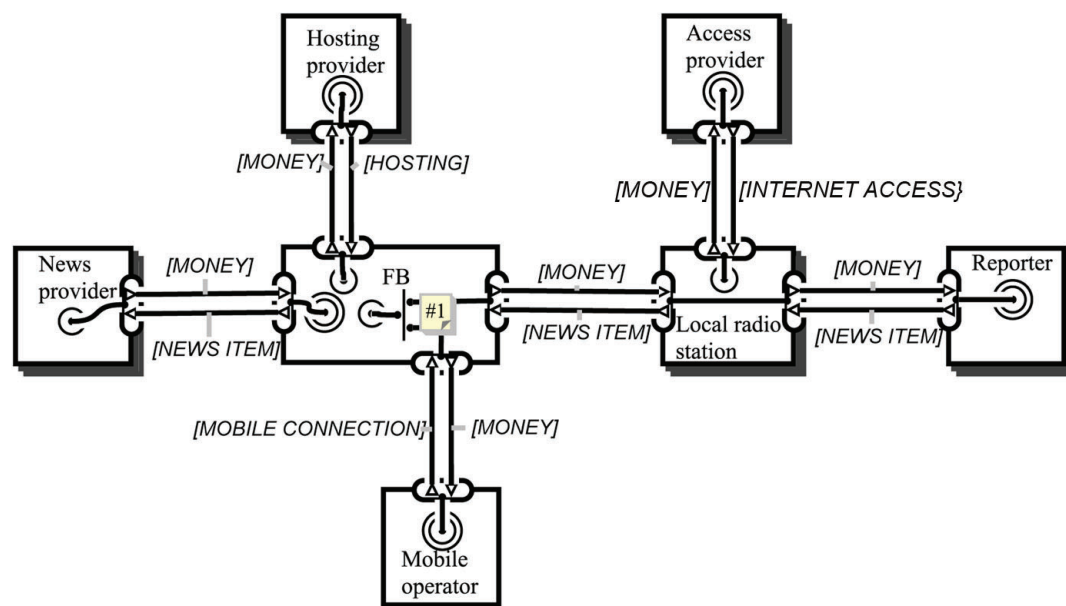 Hosting
provider
Access
provider
[MONEY]
[HOSTING]
[MONEY]
[INTERNET ACCESS}
News
provider
[MONEY]
[NEWS ITEM]
FB
#1
[MONEY]
[NEWS ITEM]
Local radio
station
[MONEY]
[NEWS ITEM]
Reporter
[MOBILE CONNECTION}
[MONEY]
Mobile
operator